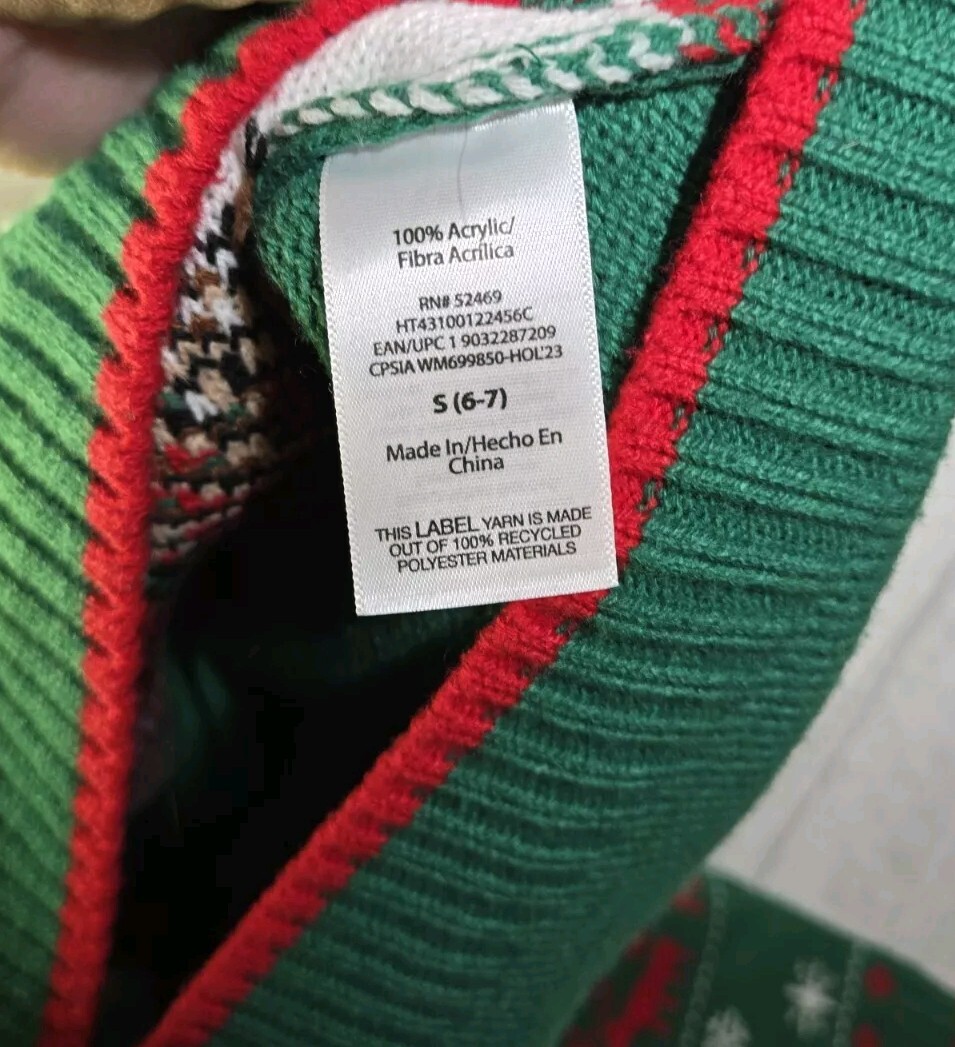 100% Acrylic/
Fibra Acrílica
RN# 52469
HT43100122456C
EAN/UPC 1 9032287209
CPSIA WM699850-HOL'23
S (6-7)
Made In/Hecho En
China
THIS LABEL YARN IS MADE
OUT OF 100% RECYCLED
POLYESTER MATERIALS